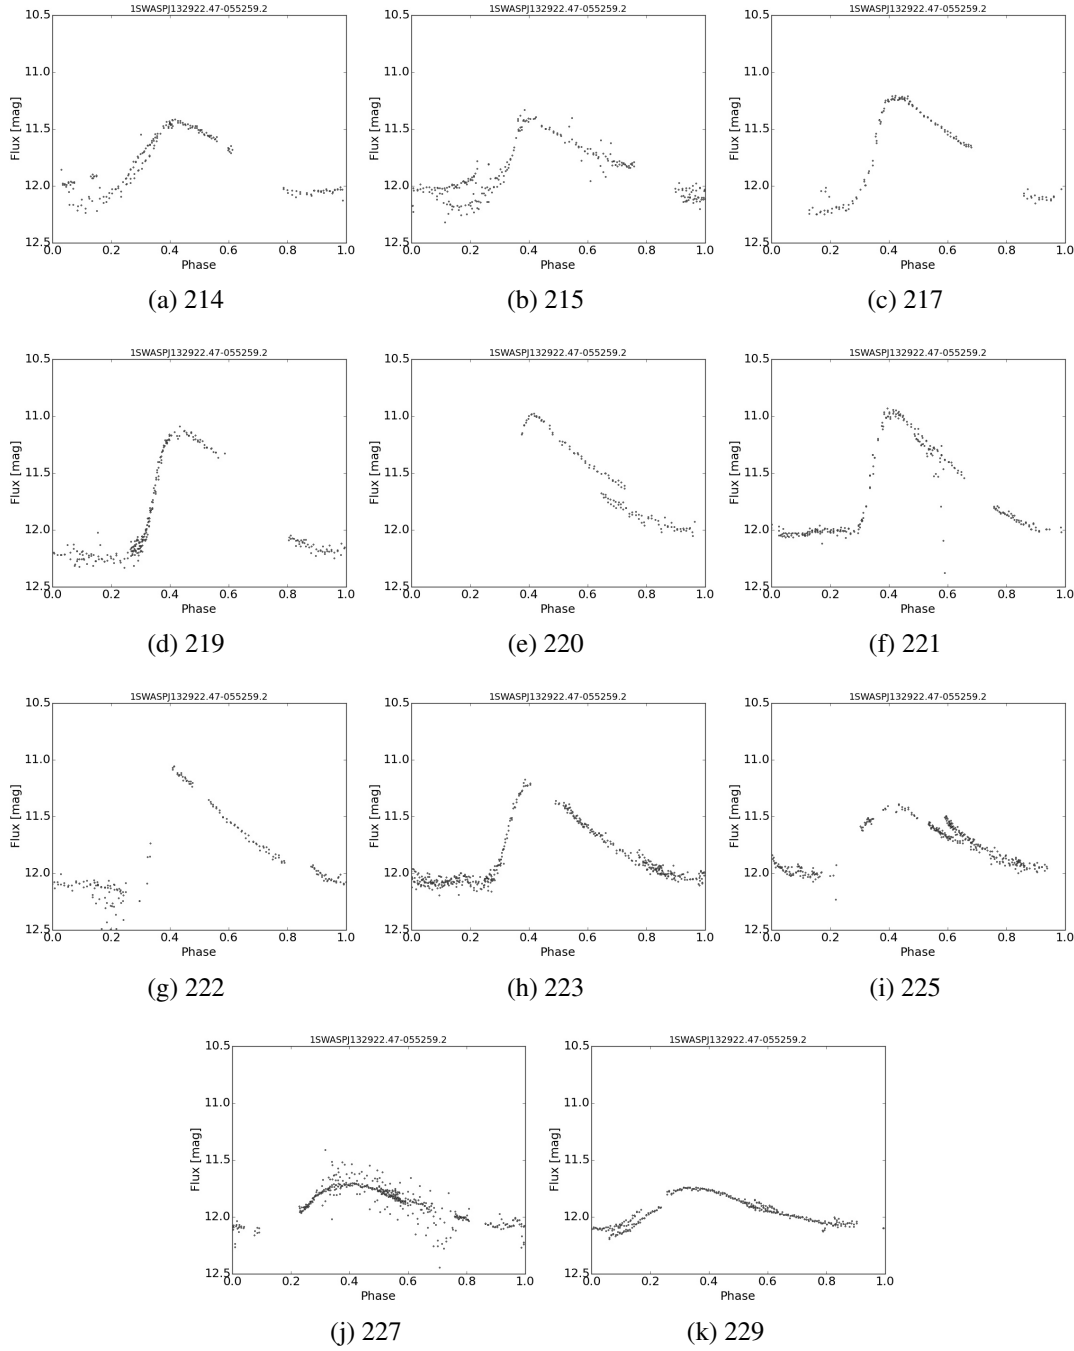 1SWASPJ132922.47-055259.2 1SWASPJ132922.47-055259.2 1SWASPJ132922.47-055259.2
10.5 10.5 10.5
11.0 11.0 11.0
11.5 11.5 11.5
12.0 12.0 12.0
12.5 12.5 12.5
Flux [mag] Flux [mag] Flux [mag]
0.0 0.2 0.4 0.6 0.8 1.0 0.0 0.2 0.4 0.6 0.8 1.0 0.0 0.2 0.4 0.6 0.8 1.0
Phase Phase Phase
(a) 214 (b) 215 (c) 217
1SWASPJ132922.47-055259.2 1SWASPJ132922.47-055259.2 1SWASPJ132922.47-055259.2
10.5 10.5 10.5
11.0 11.0 11.0
11.5 11.5 11.5
12.0 12.0 12.0
12.5 12.5 12.5
Flux [mag] Flux [mag] Flux [mag]
0.0 0.2 0.4 0.6 0.8 1.0 0.0 0.2 0.4 0.6 0.8 1.0 0.0 0.2 0.4 0.6 0.8 1.0
Phase Phase Phase
(d) 219 (e) 220 (f) 221
1SWASPJ132922.47-055259.2 1SWASPJ132922.47-055259.2 1SWASPJ132922.47-055259.2
10.5 10.5 10.5
11.0 11.0 11.0
11.5 11.5 11.5
12.0 12.0 12.0
12.5 12.5 12.5
Flux [mag] Flux [mag] Flux [mag]
0.0 0.2 0.4 0.6 0.8 1.0 0.0 0.2 0.4 0.6 0.8 1.0 0.0 0.2 0.4 0.6 0.8 1.0
Phase Phase Phase
(g) 222 (h) 223 (i) 225
1SWASPJ132922.47-055259.2 1SWASPJ132922.47-055259.2
10.5 10.5
11.0 11.0
11.5 11.5
12.0 12.0
12.5 12.5
Flux [mag] Flux [mag]
0.0 0.2 0.4 0.6 0.8 1.0 0.0 0.2 0.4 0.6 0.8 1.0
Phase Phase
(j) 227 (k) 229